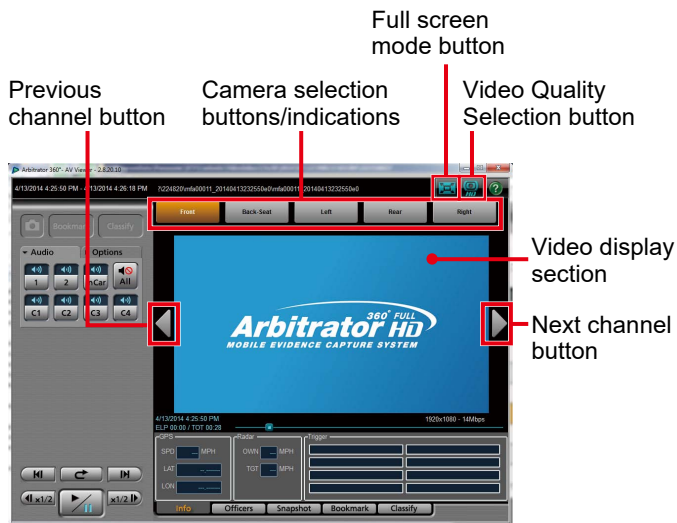 Full screen
mode button
Previous
channel button
Camera selection
buttons/indications
Video Quality
Selection button
Arbitrator 360°- AV Viewer - 2.8.20.10
4/13/2014 4:25:50 PM - 4/13/2014 4:26:18 PM
?\224820\mfa00011_20140413232550e0\mfa00011_20140413232550e0
HD
?
Front
Back-Seat
Left
Rear
Right
Bookmark
Classify
Audio
Options
1
2
InCar
All
C1
C2
C3
C4
Video display
section
Next channel
button
360° FULL
Arbitrator HD
MOBILE EVIDENCE CAPTURE SYSTEM
4/13/2014 4:25:50 PM
1920x1080 - 14Mbps
ELP 00:00 / TOT 00:28
GPS
SPD -- MPH
LAT
LON
Radar
OWN -- MPH
TGT -- MPH
Trigger
x1/2
x1/2
Info
Officers
Snapshot
Bookmark
Classify